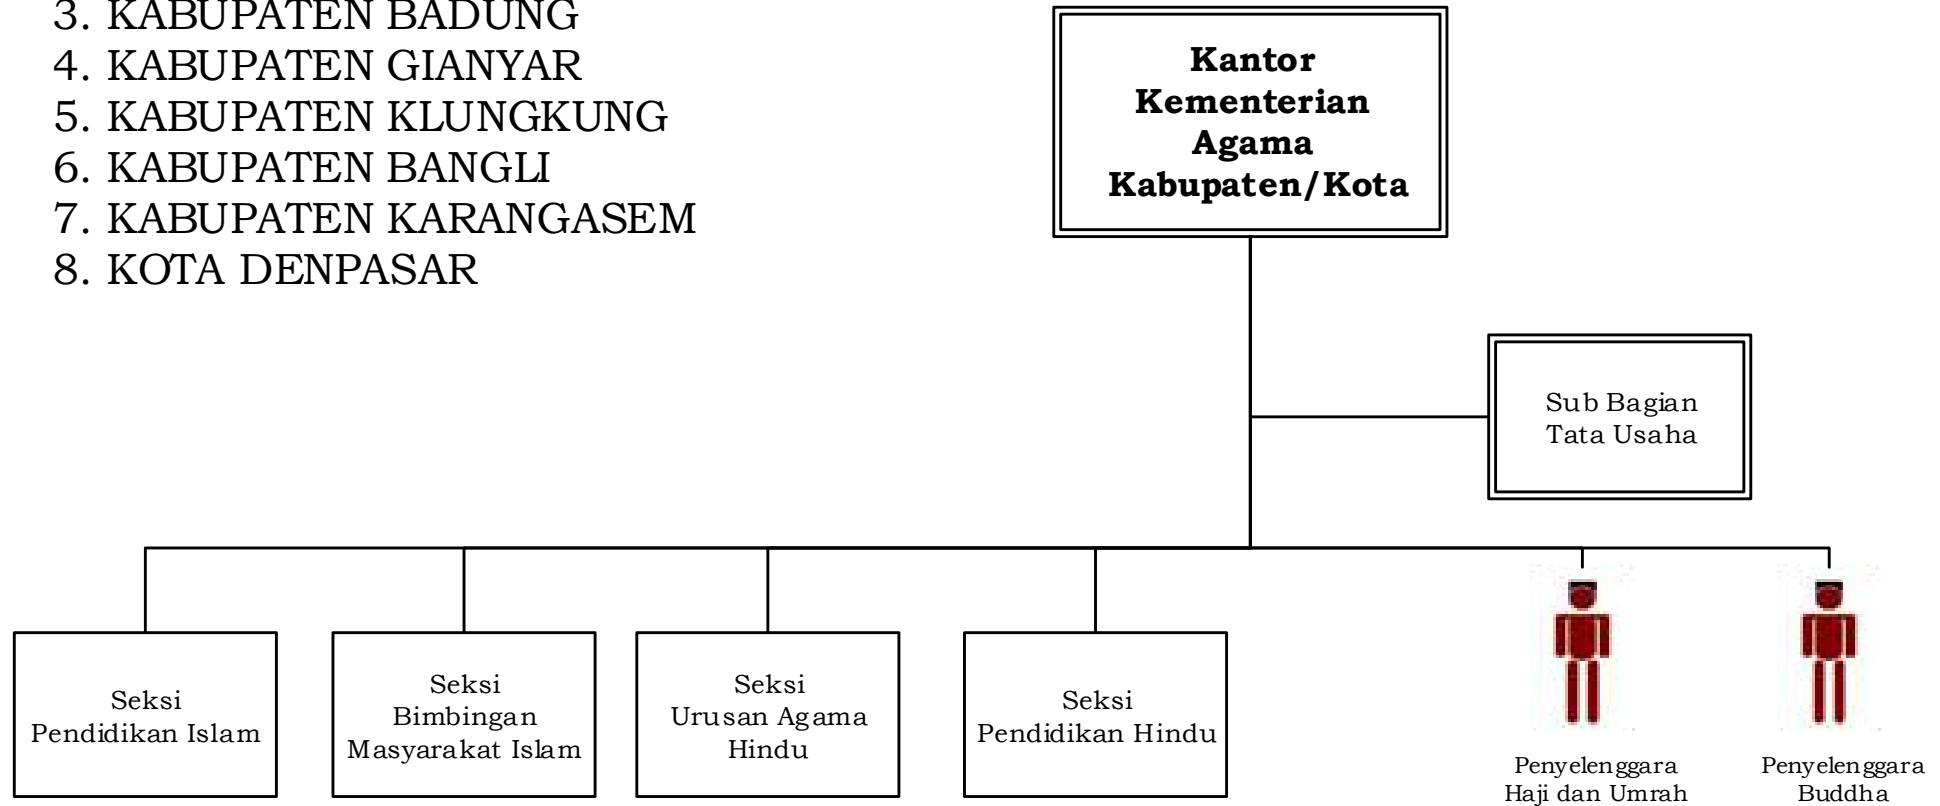 3. KABUPATEN BADUNG
4. KABUPATEN GIANYAR
5. KABUPATEN KLUNGKUNG
6. KABUPATEN BANGLI
7. KABUPATEN KARANGASEM
8. KOTA DENPASAR
Kantor
Kementerian
Agama
Kabupaten/Kota
Sub Bagian
Tata Usaha
Seksi
Pendidikan Islam
Seksi
Bimbingan
Masyarakat Islam
Seksi
Urusan Agama
Hindu
Seksi
Pendidikan Hindu
Penyelenggara
Haji dan Umrah
Penyelenggara
Buddha